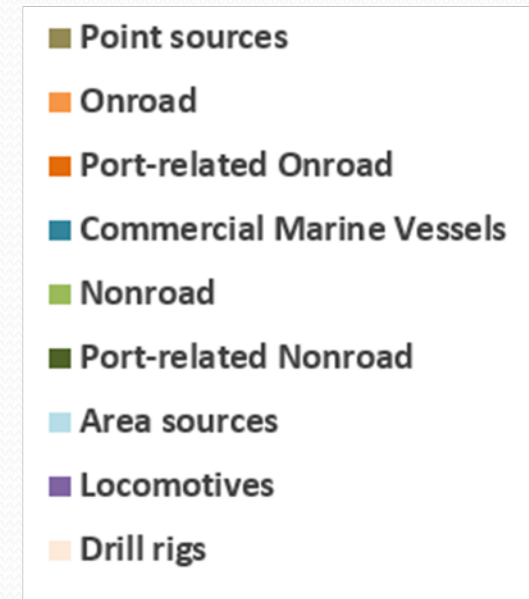 Point sources
Onroad
Port-related Onroad
Commercial Marine Vessels
Nonroad
Port-related Nonroad
Area sources
Locomotives
Drill rigs